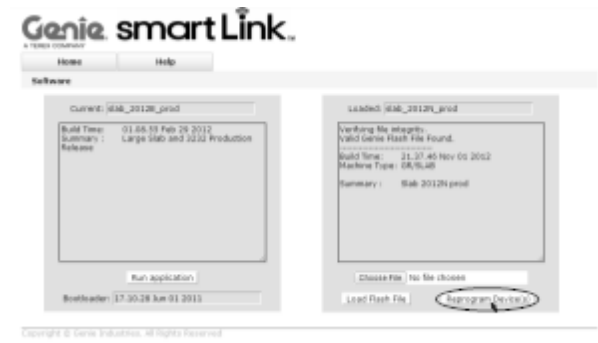 Genie smartLink™
A TEREX COMPANY
Home Help
Software
Current: slab_2012B_prod
Build Time: 01.08.55 Feb 29 2012
Summary : Large Slab and 3232 Production
Release
Run application
Bootloader: 17.10.28 Jun 01 2011
Loaded: slab_2012N_prod
Verifying file integrity.
Valid Genie Flash File Found.
--------------------
Build Time: 21.37.46 Nov 01 2012
Machine Type: GR/SLAB
Summary : Slab 2012N prod
Choose File No file chosen
Load Flash File Reprogram Device(s)
Copyright © Genie Industries. All Rights Reserved